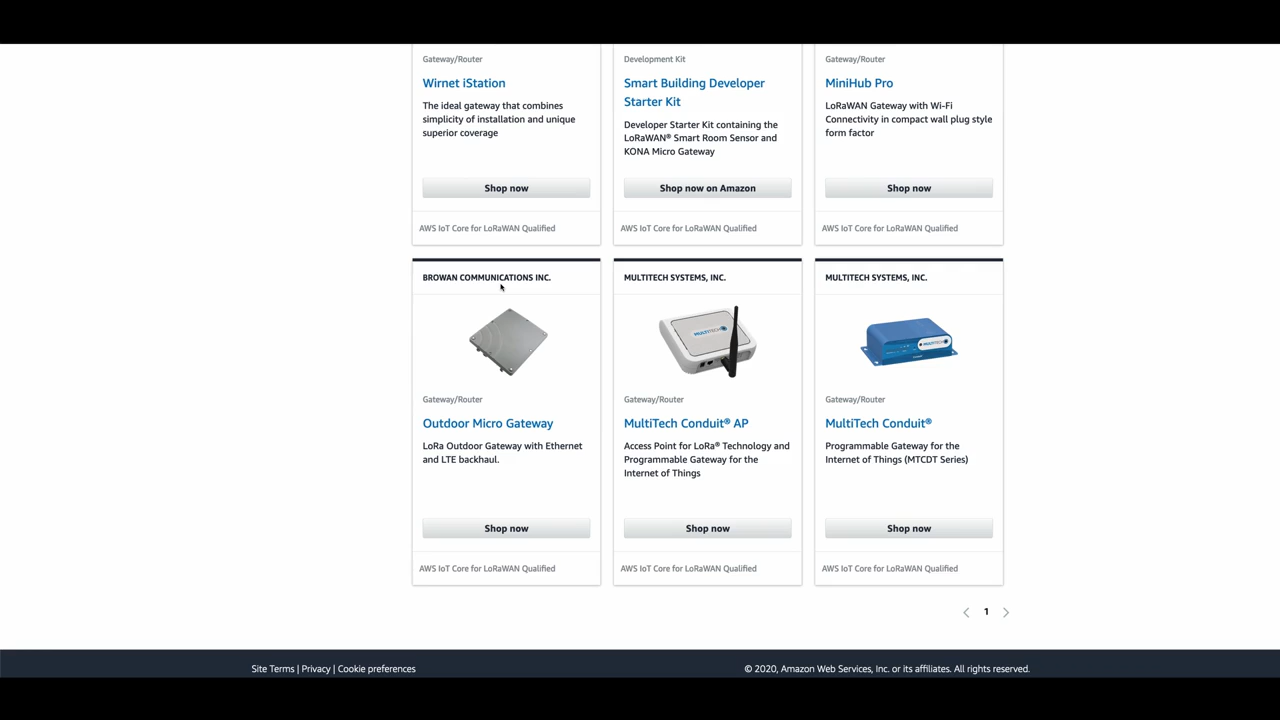 Gateway/Router
Wirnet iStation
The ideal gateway that combines
simplicity of installation and unique
superior coverage
Shop now
AWS IoT Core for LoRaWAN Qualified
Development Kit
Smart Building Developer
Starter Kit
Developer Starter Kit containing the
LoRaWAN® Smart Room Sensor and
KONA Micro Gateway
Shop now on Amazon
AWS IoT Core for LoRaWAN Qualified
Gateway/Router
MiniHub Pro
LoRaWAN Gateway with Wi-Fi
Connectivity in compact wall plug style
form factor
Shop now
AWS IoT Core for LoRaWAN Qualified
BROWAN COMMUNICATIONS INC.
Gateway/Router
Outdoor Micro Gateway
LoRa Outdoor Gateway with Ethernet
and LTE backhaul.
Shop now
AWS IoT Core for LoRaWAN Qualified
MULTITECH SYSTEMS, INC.
MULTITECH
Gateway/Router
MultiTech Conduit® AP
Access Point for LoRa® Technology and
Programmable Gateway for the
Internet of Things
Shop now
AWS IoT Core for LoRaWAN Qualified
MULTITECH SYSTEMS, INC.
Gateway/Router
MultiTech Conduit®
Programmable Gateway for the
Internet of Things (MTCDT Series)
Shop now
AWS IoT Core for LoRaWAN Qualified
1
Site Terms | Privacy | Cookie preferences
© 2020, Amazon Web Services, Inc. or its affiliates. All rights reserved.